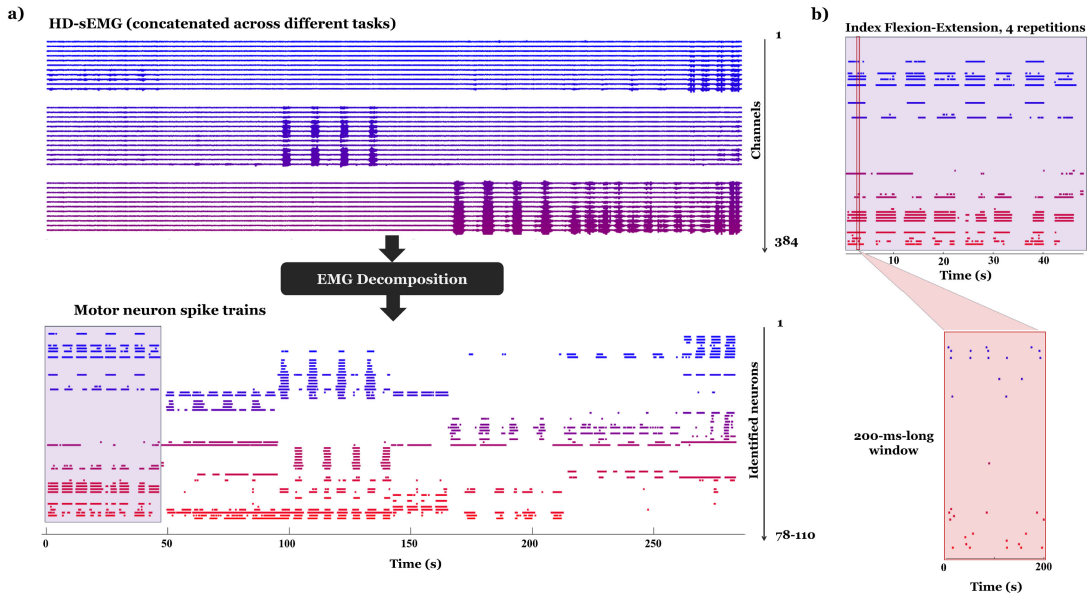 a)
HD-sEMG (concatenated across different tasks)
1
Channels
384
EMG Decomposition
Motor neuron spike trains
1
Identified neurons
78-110
0
50
100
150
200
250
Time (s)
b)
Index Flexion-Extension, 4 repetitions
10
20
30
40
Time (s)
200-ms-long
window
0
200
Time (s)